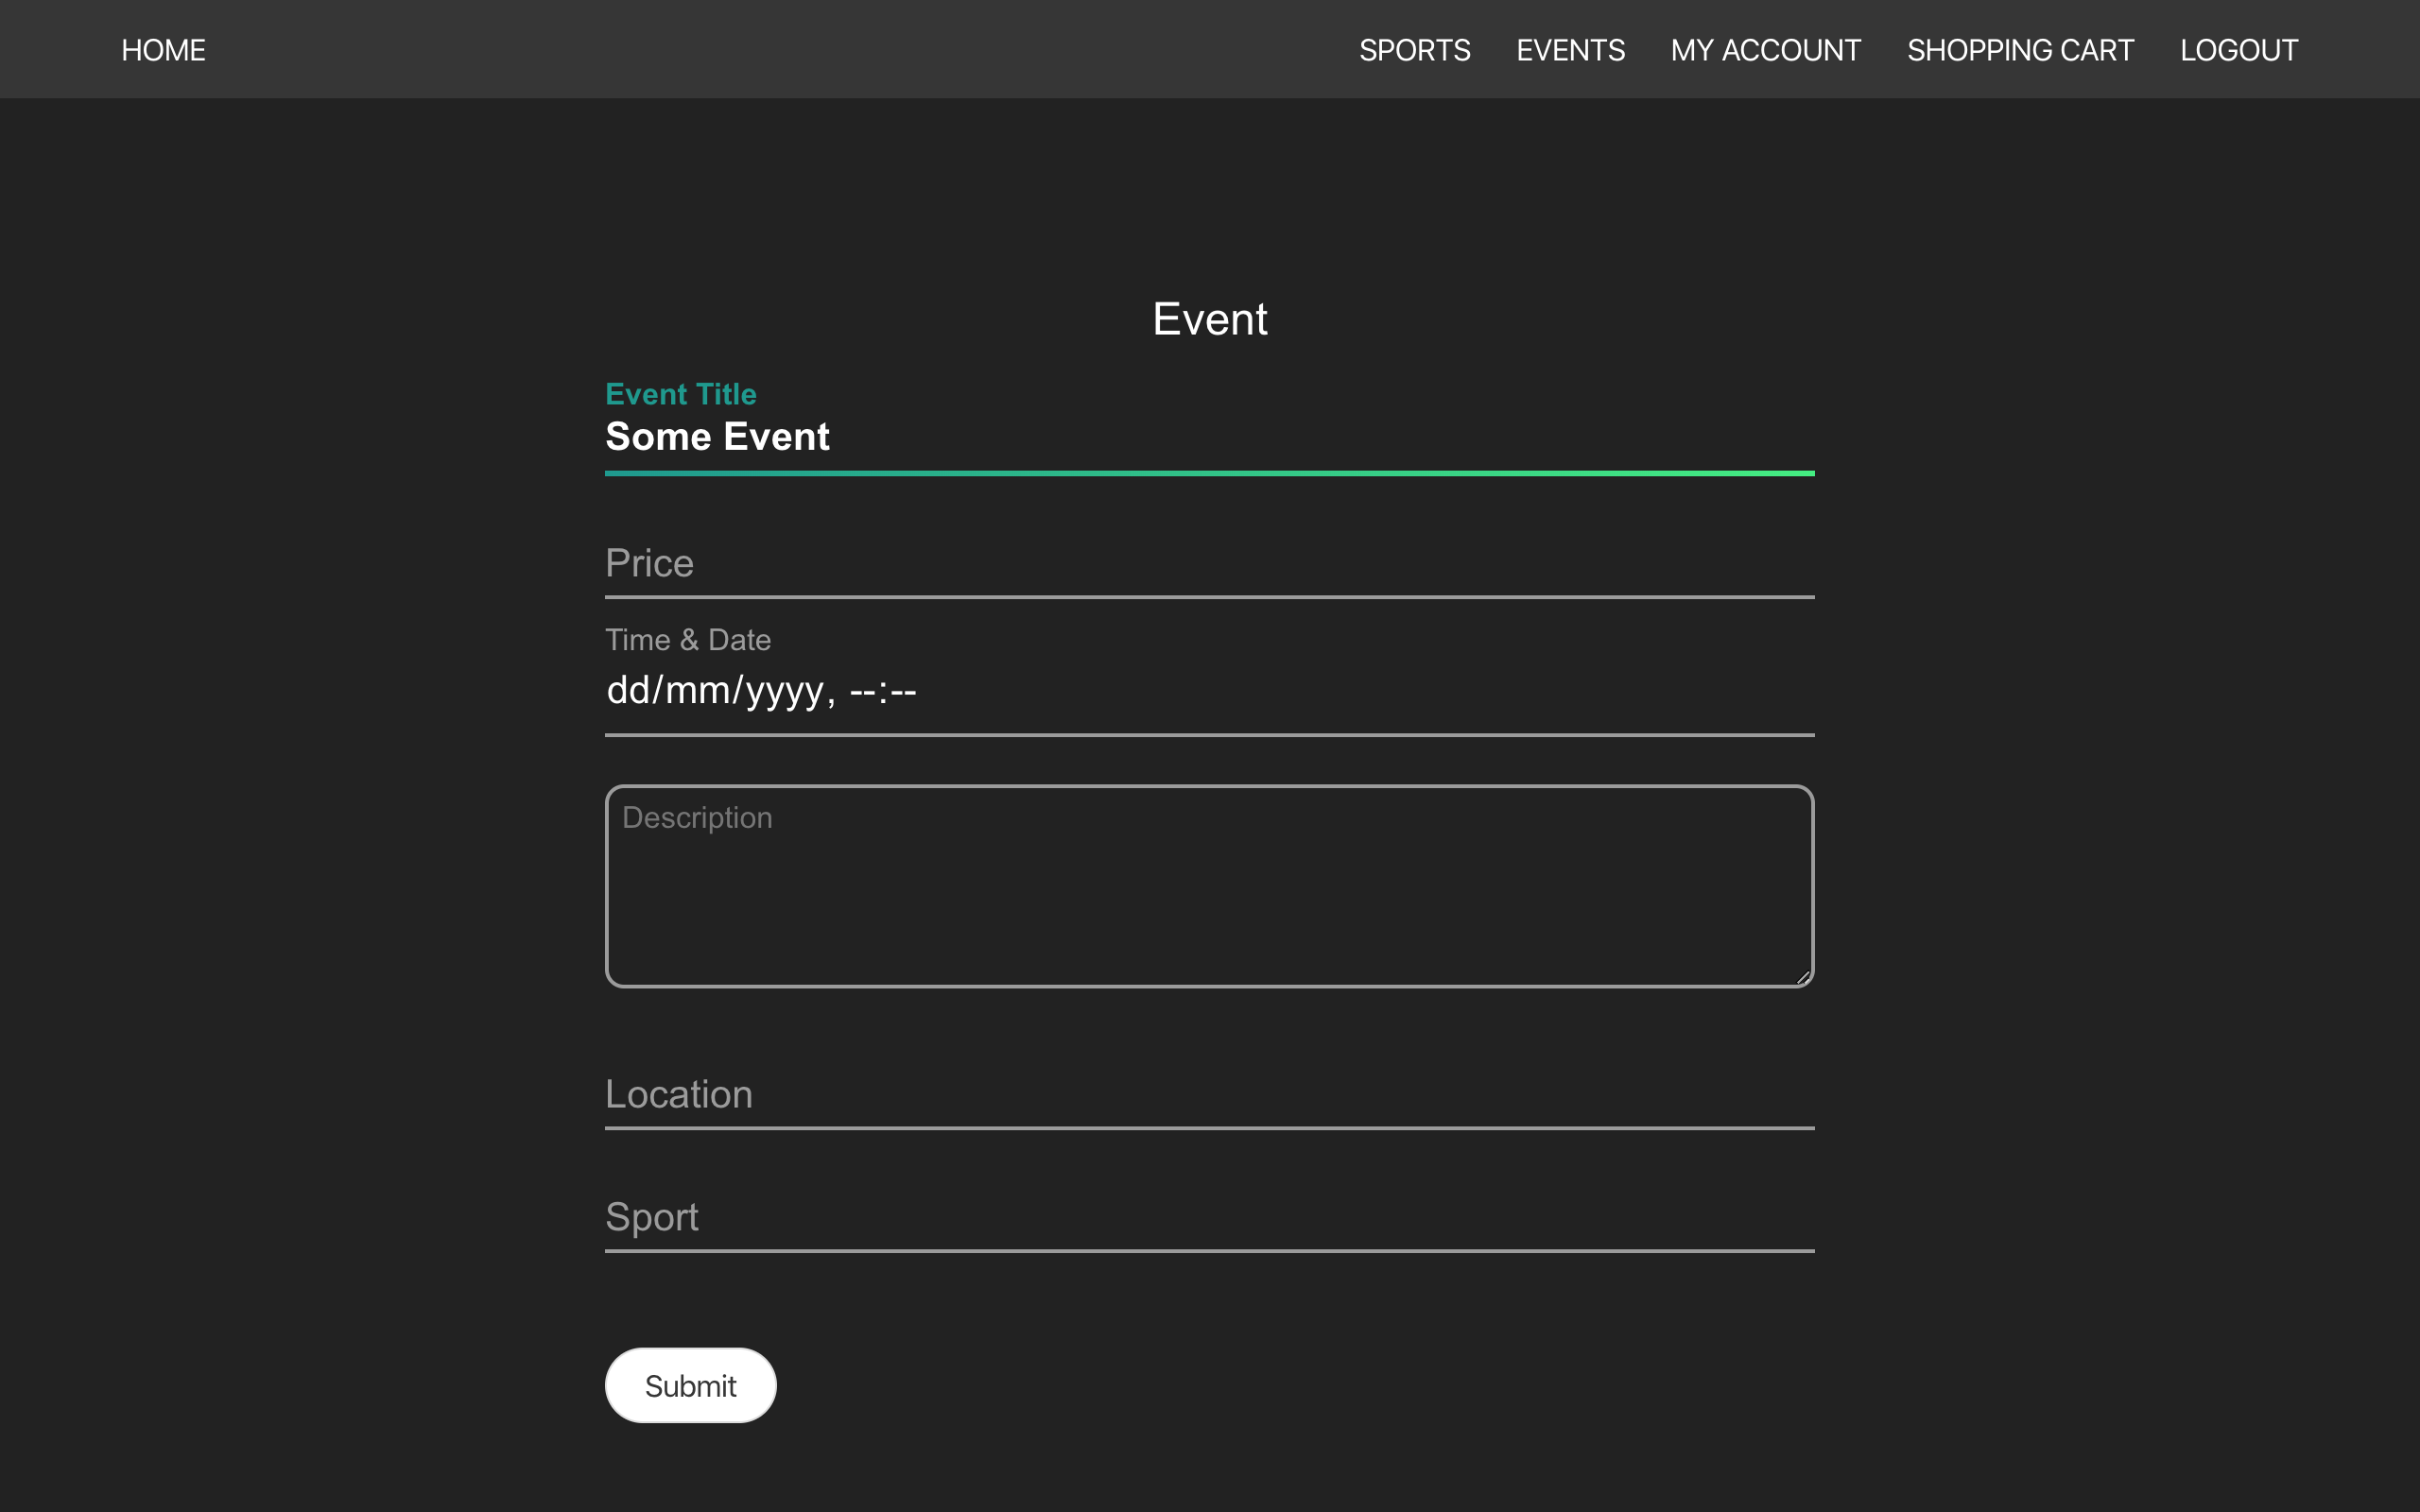 HOME SPORTS EVENTS MY ACCOUNT SHOPPING CART LOGOUT
Event
Event Title
Some Event
Price
Time & Date
dd/mm/yyyy, --:--
Description
Location
Sport
Submit